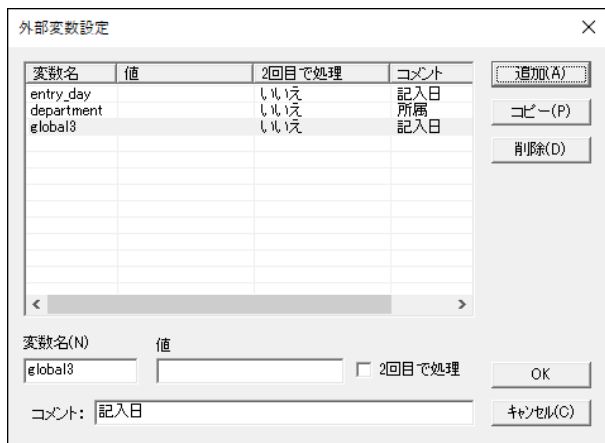 外部変数設定
変数名 値 2回目で処理 コメント
entry_day いいえ 記入日
department いいえ 所属
global3 いいえ 記入日
追加(A)
コピー(P)
削除(D)
変数名(N) 値
global3 2回目で処理
コメント: 記入日
OK
キャンセル(C)